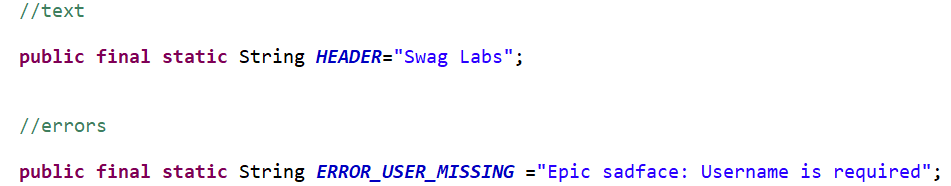 //text
public final static String HEADER="Swag Labs";
//errors
public final static String ERROR_USER_MISSING ="Epic sadface: Username is required";